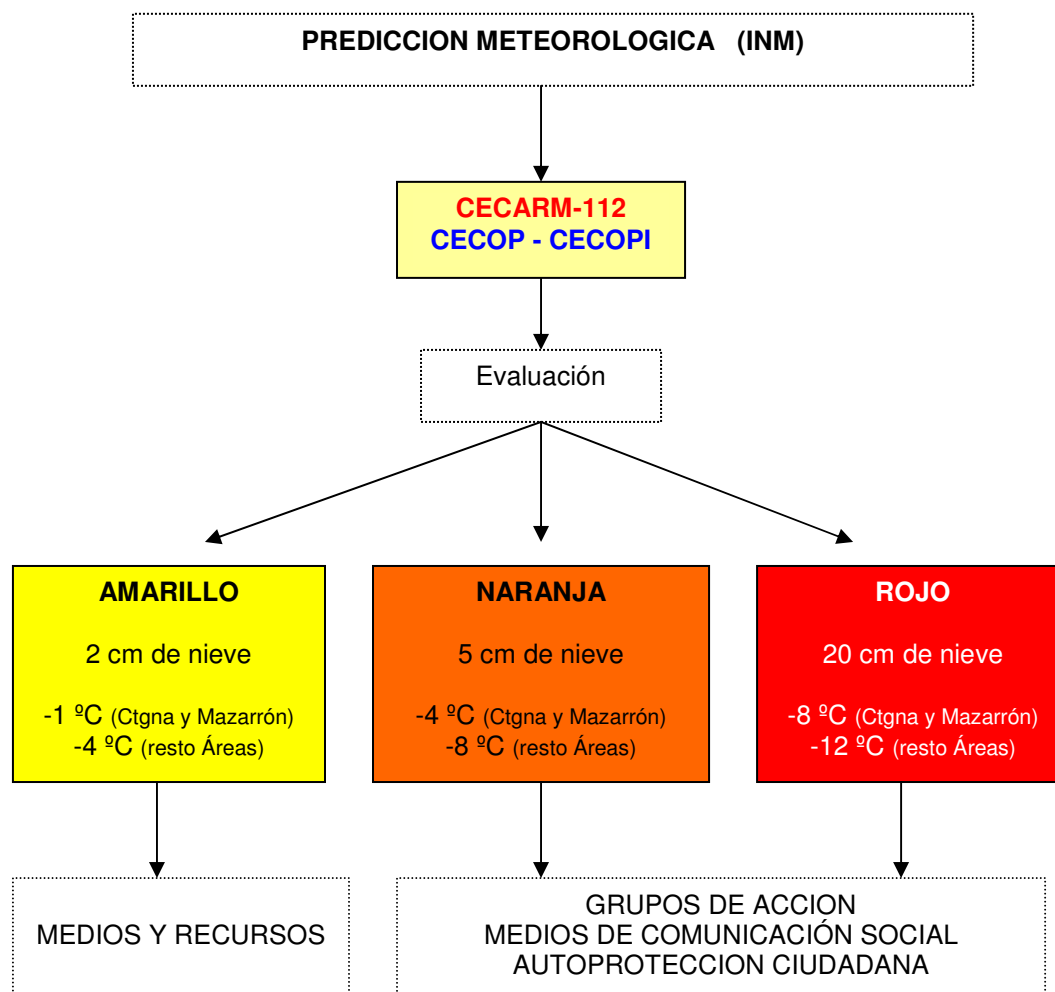 PREDICCION METEOROLOGICA (INM)
CECARM-112
CECOP - CECOPI
Evaluación
AMARILLO
2 cm de nieve
-1 ºC (Ctgna y Mazarrón)
-4 ºC (resto Áreas)
NARANJA
5 cm de nieve
-4 ºC (Ctgna y Mazarrón)
-8 ºC (resto Áreas)
ROJO
20 cm de nieve
-8 ºC (Ctgna y Mazarrón)
-12 ºC (resto Áreas)
MEDIOS Y RECURSOS
GRUPOS DE ACCION
MEDIOS DE COMUNICACIÓN SOCIAL
AUTOPROTECCION CIUDADANA